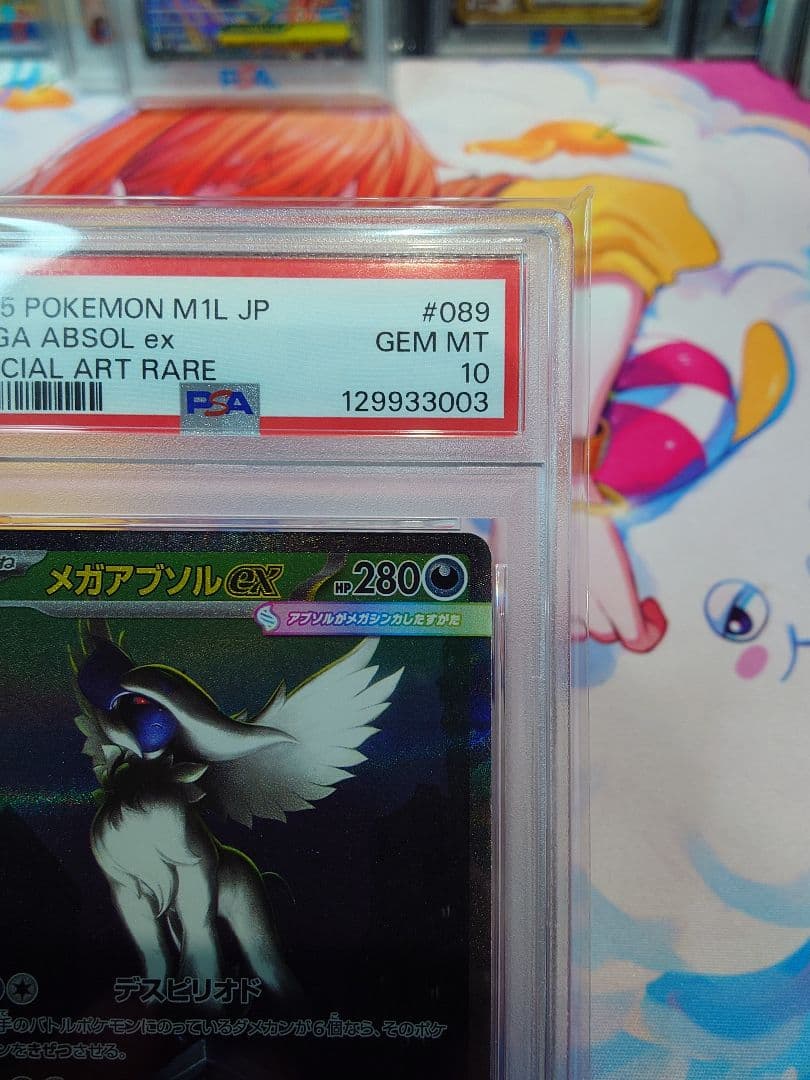 PSA
PSA
5 POKEMON M1L JP #089
GA ABSOL ex GEM MT
CIAL ART RARE 10
PSA 129933003
ね メガアブソルex HP280
アブソルがメガシンカしたすがた
デスピリオド
手のバトルポケモンにのっているダメカンが6個なら、そのポケ
ンをきぜつさせる。